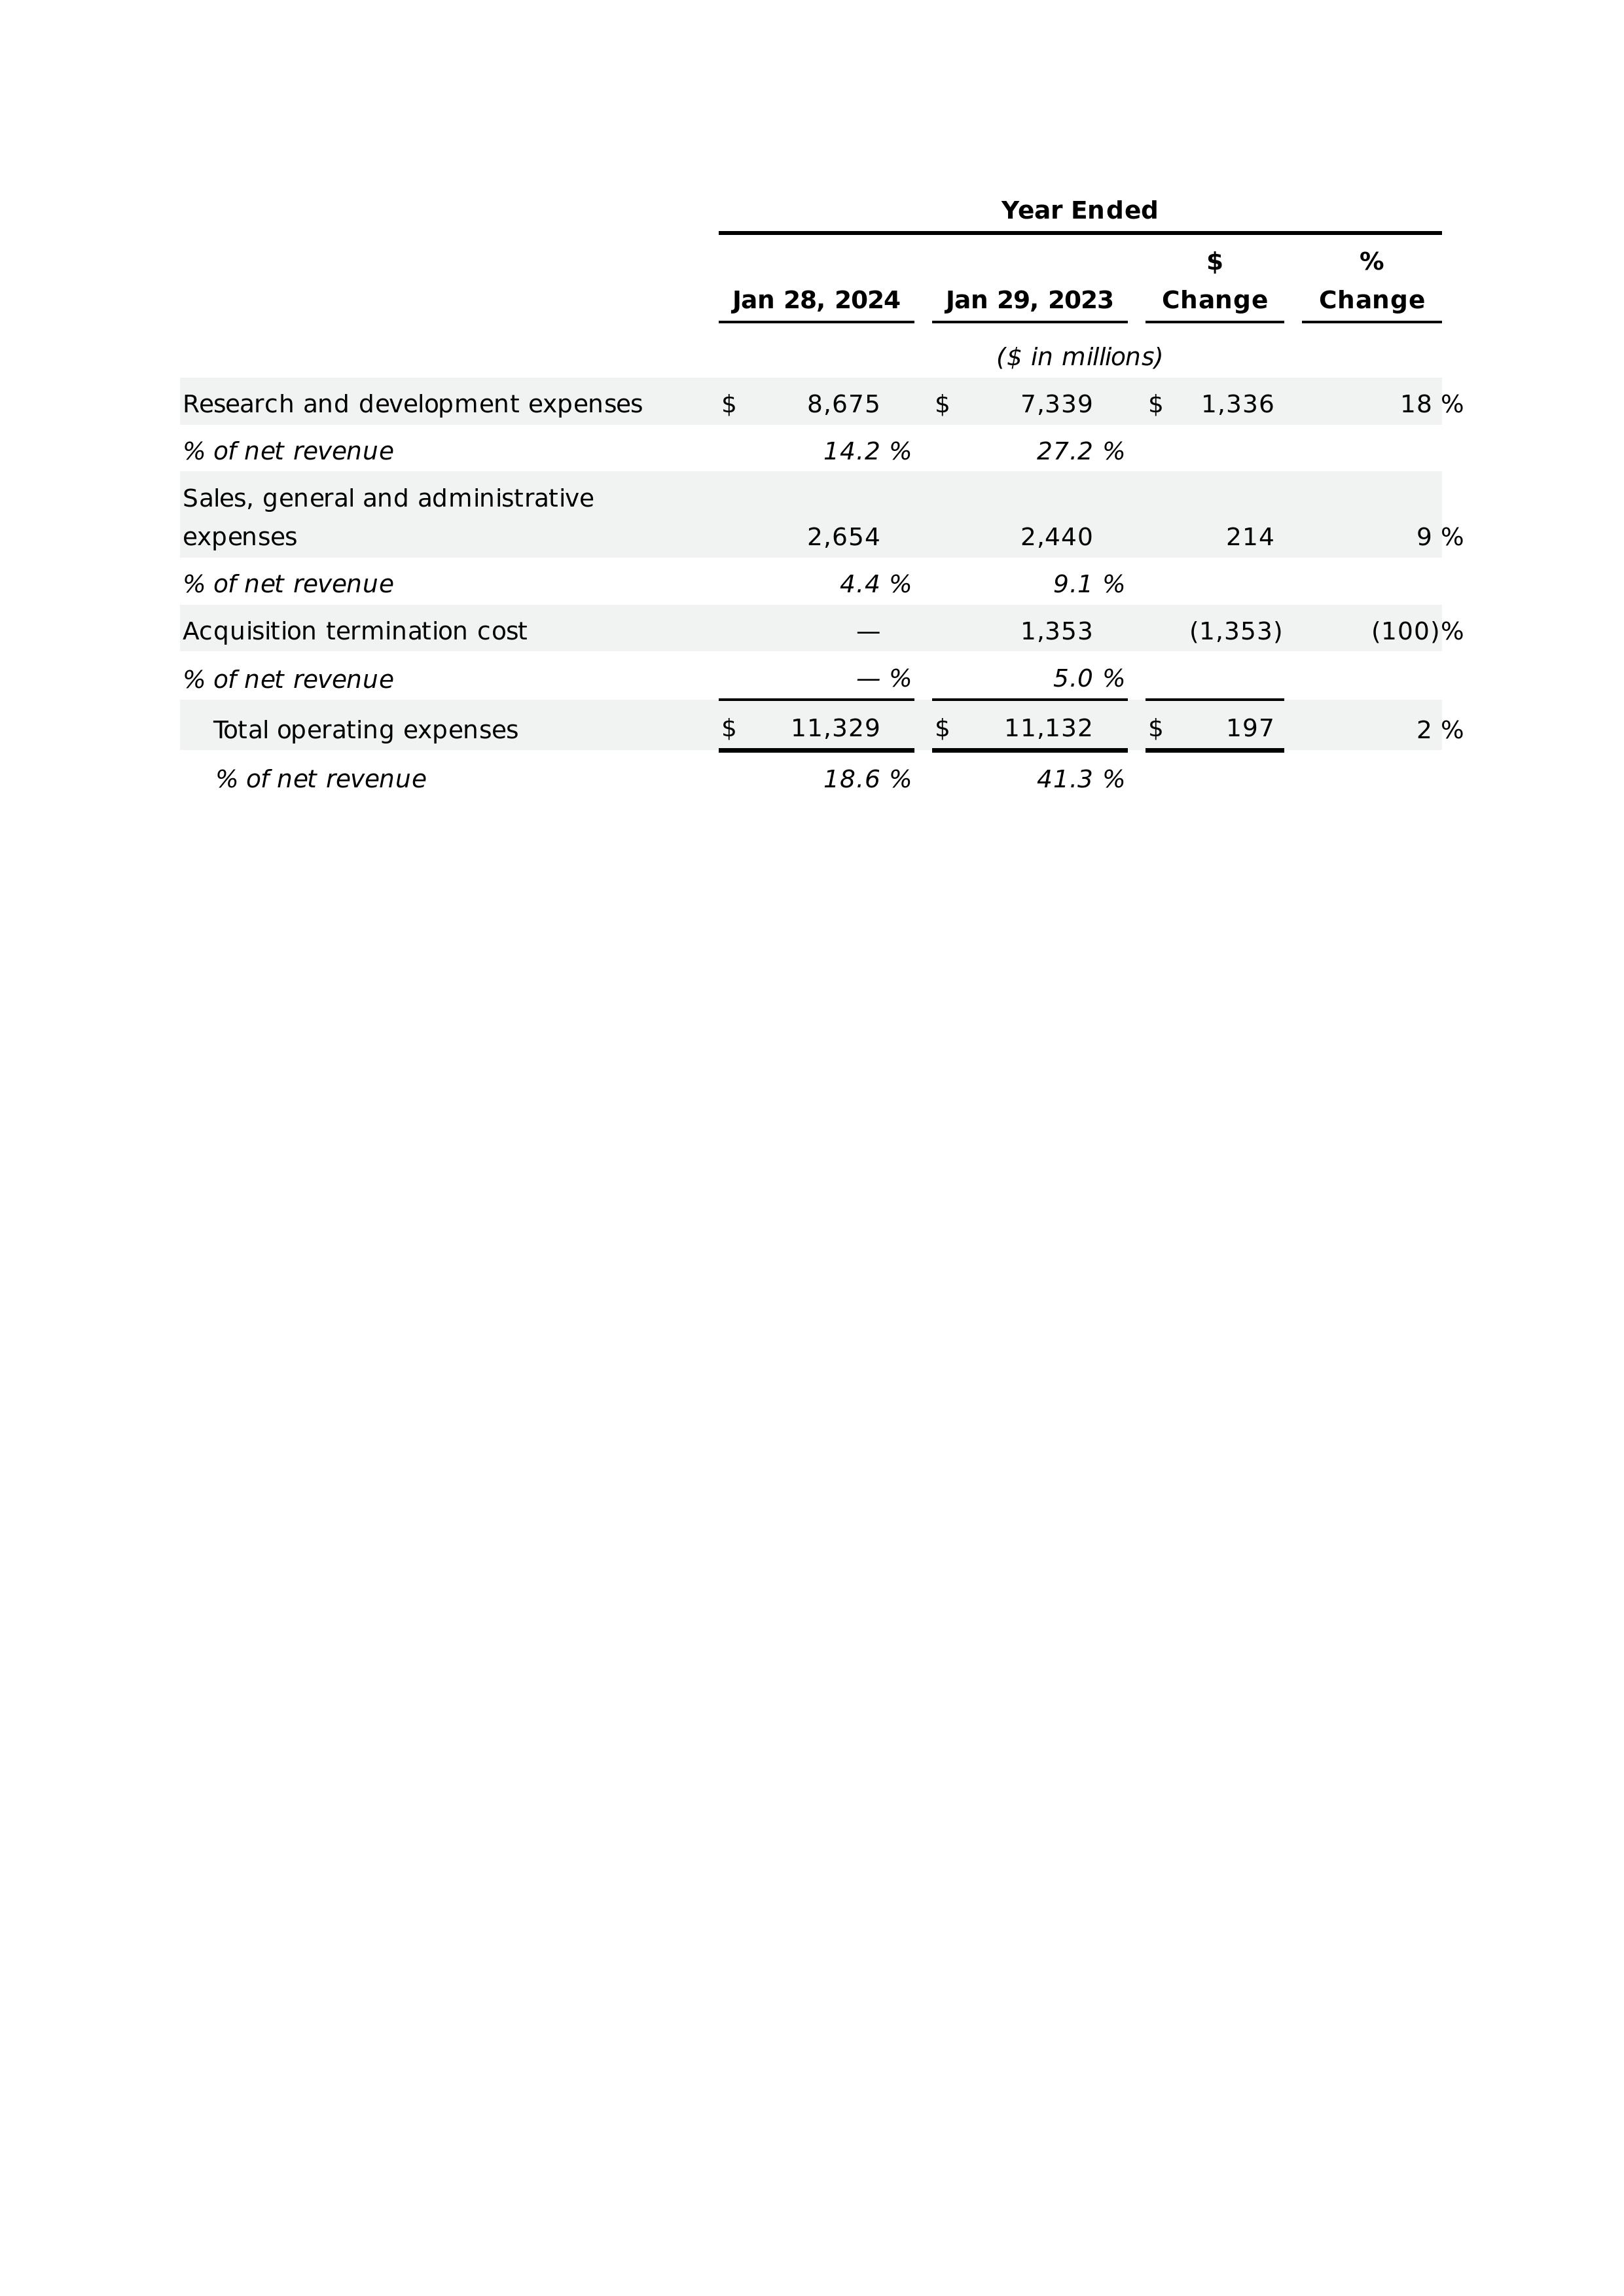 Year Ended
$ %
Jan 28, 2024 Jan 29, 2023 Change Change
($ in millions)
Research and development expenses $ 8,675 $ 7,339 $ 1,336 18 %
% of net revenue 14.2 % 27.2 %
Sales, general and administrative
expenses 2,654 2,440 214 9 %
% of net revenue 4.4 % 9.1 %
Acquisition termination cost — 1,353 (1,353) (100)%
% of net revenue — % 5.0 %
Total operating expenses $ 11,329 $ 11,132 $ 197 2 %
% of net revenue 18.6 % 41.3 %